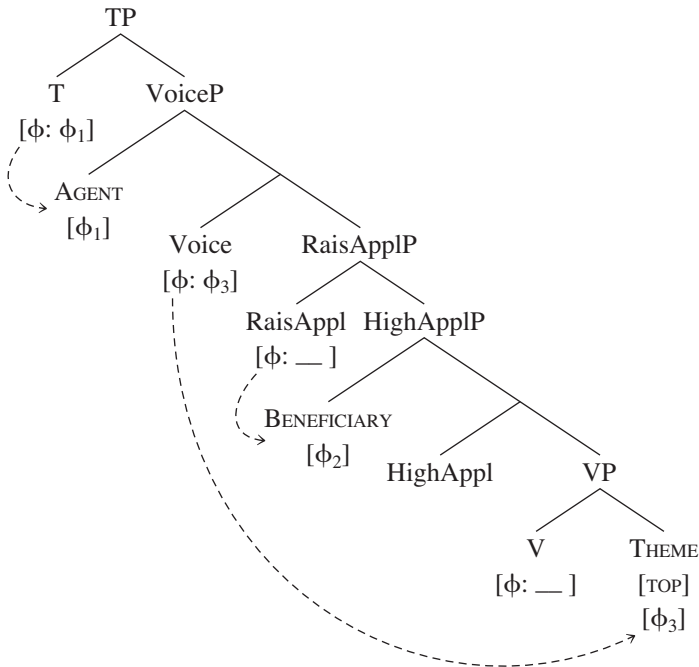 TP
T VoiceP
[ϕ: ϕ₁]
AGENT
[ϕ₁]
Voice RaisApplP
[ϕ: ϕ₃]
RaisAppl HighApplP
[ϕ: __ ]
BENEFICIARY
[ϕ₂]
HighAppl VP
V THEME
[ϕ: __ ] [TOP]
[ϕ₃]